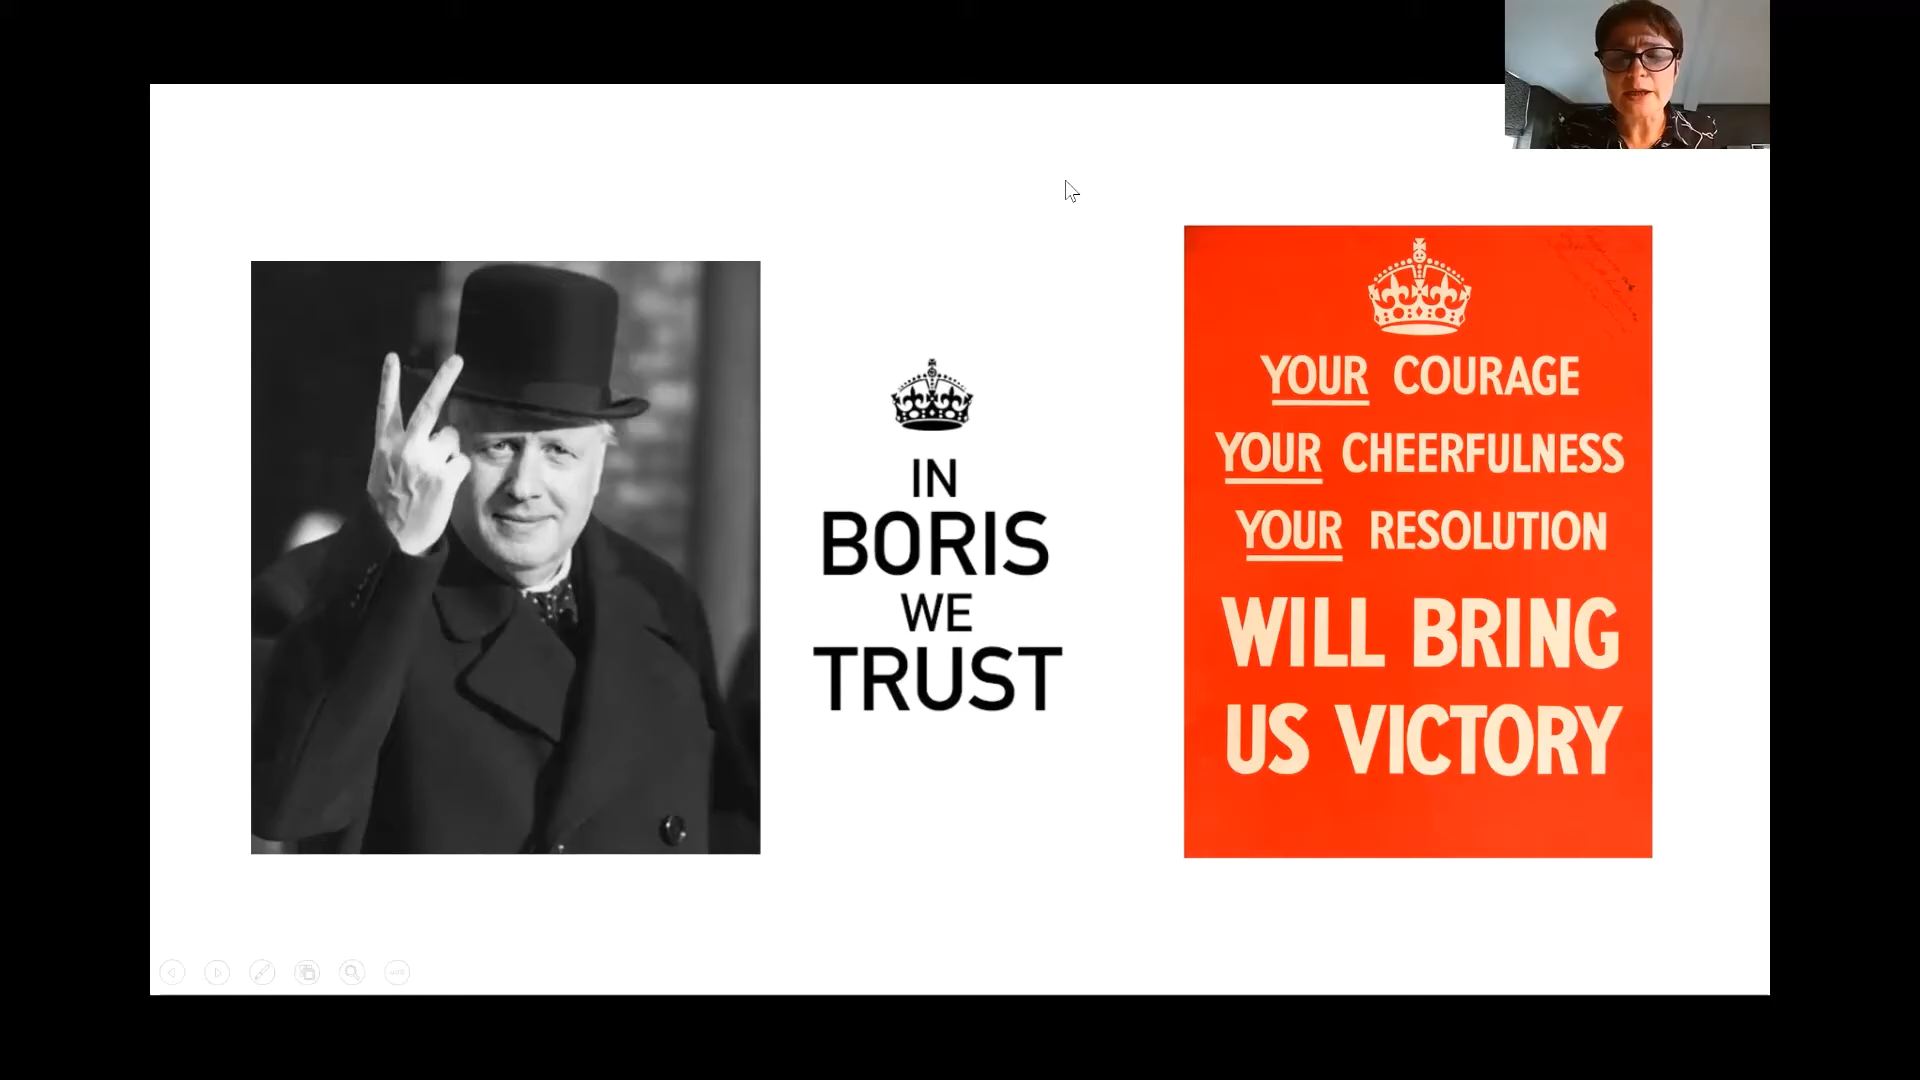 IN
BORIS
WE
TRUST
YOUR COURAGE
YOUR CHEERFULNESS
YOUR RESOLUTION
WILL BRING
US VICTORY